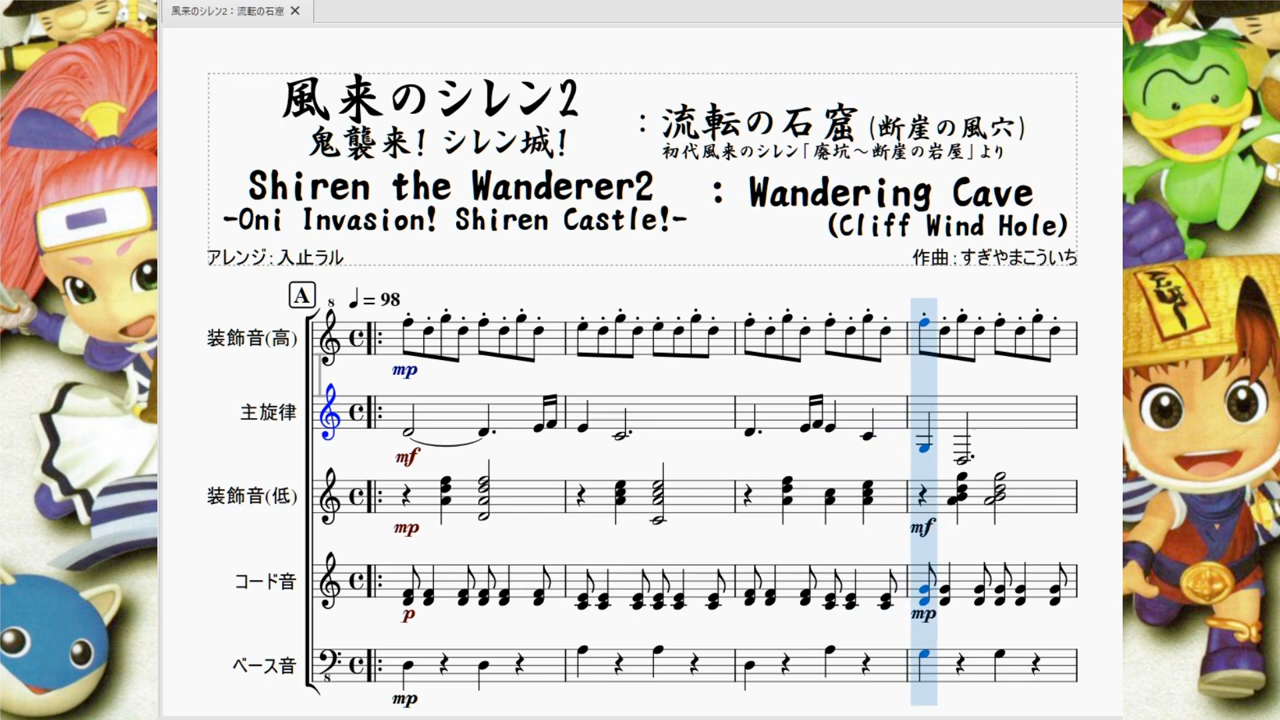 風来のシレン2：流転の石窟 ✕
風来のシレン2
鬼襲来! シレン城!
：流転の石窟(断崖の風穴)
初代風来のシレン「廃坑～断崖の岩屋」より
Shiren the Wanderer2 : Wandering Cave
-Oni Invasion! Shiren Castle!- (Cliff Wind Hole)
アレンジ：入止ラル
作曲：すぎやまこういち
A ♩= 98
8
装飾音(高)
mp
主旋律
mf
装飾音(低)
mp
mf
コード音
p
mp
ベース音
8
mp